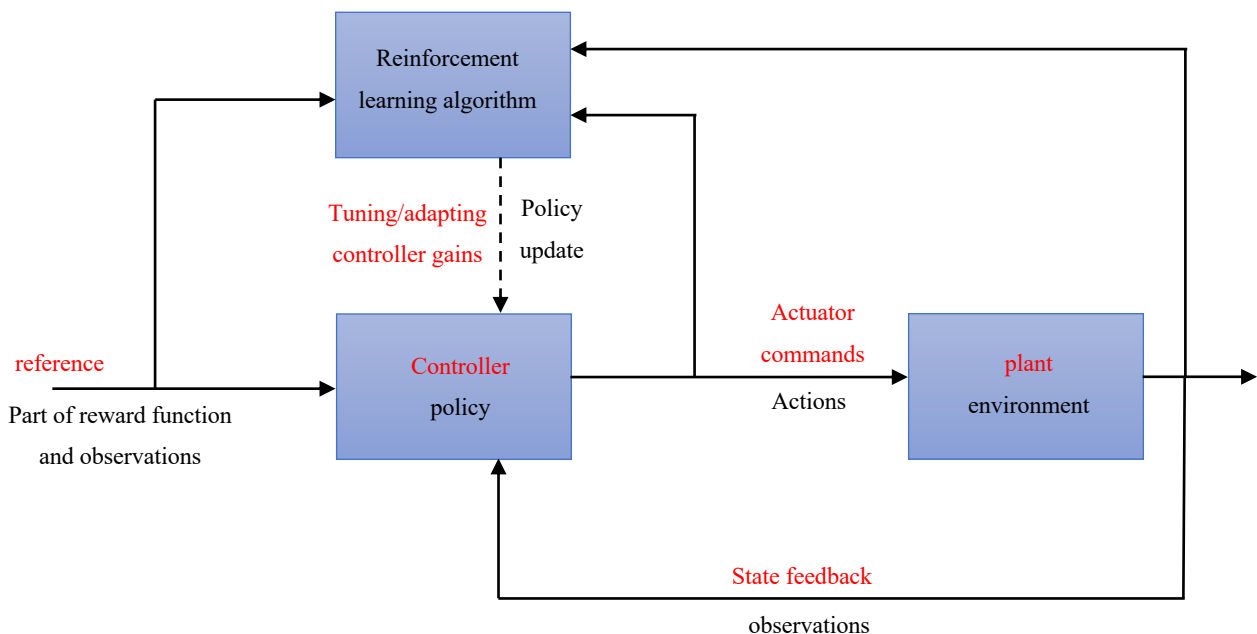 Reinforcement
learning algorithm
Tuning/adapting
controller gains
Policy
update
reference
Part of reward function
and observations
Controller
policy
Actuator
commands
Actions
plant
environment
State feedback
observations